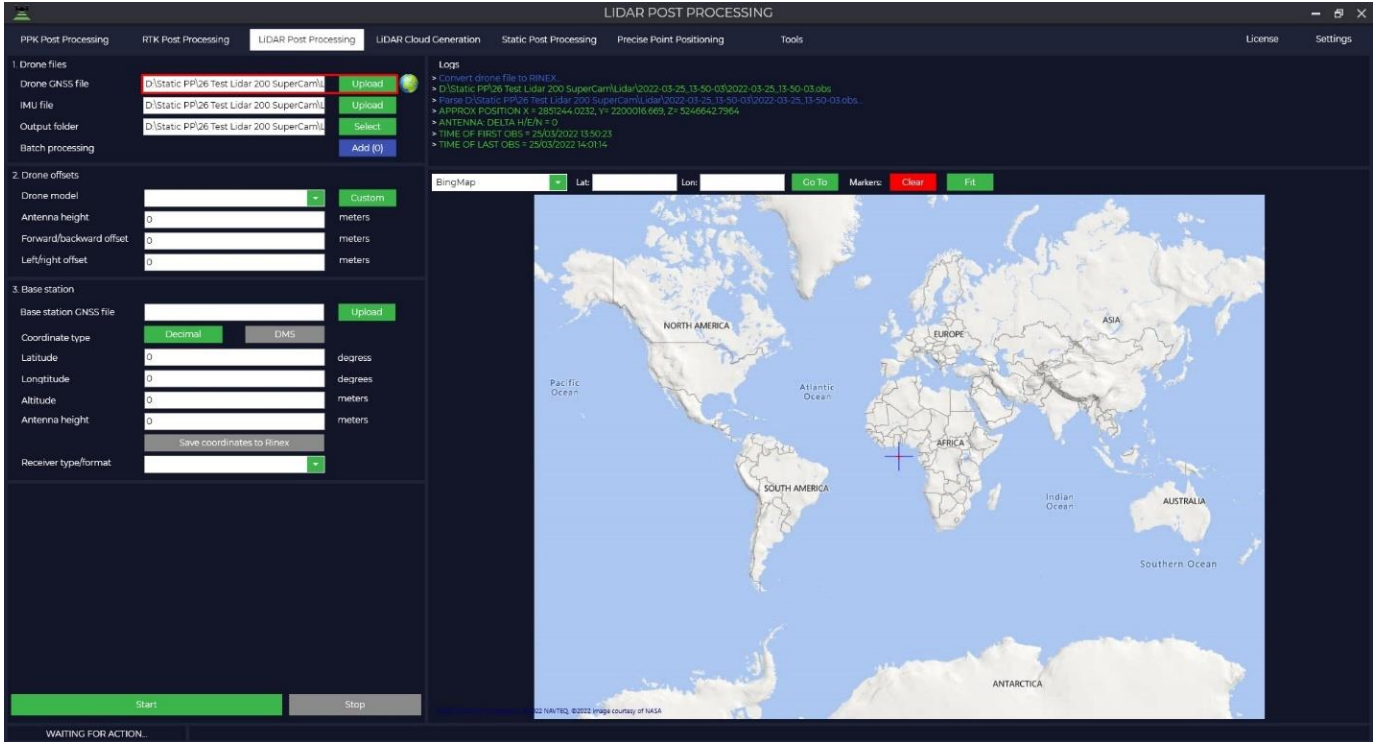 LIDAR POST PROCESSING
PPK Post Processing RTK Post Processing LiDAR Post Processing LiDAR Cloud Generation Static Post Processing Precise Point Positioning Tools License Settings
1. Drone files
Drone GNSS file D:\Static PP\26 Test Lidar 200 SuperCam\L Upload
IMU file D:\Static PP\26 Test Lidar 200 SuperCam\L Upload
Output folder D:\Static PP\26 Test Lidar 200 SuperCam\L Select
Batch processing Add (0)
2. Drone offsets
Drone model Custom
Antenna height 0 meters
Forward/backward offset 0 meters
Left/right offset 0 meters
3. Base station
Base station GNSS file Upload
Coordinate type Decimal DMS
Latitude 0 degress
Longtitude 0 degrees
Altitude 0 meters
Antenna height 0 meters
Save coordinates to Rinex
Receiver type/format
Start Stop
WAITING FOR ACTION...
Logs
> Convert drone file to RINEX...
> D:\Static PP\26 Test Lidar 200 SuperCam\Lidar\2022-03-25_13-50-03\2022-03-25_13-50-03.obs
> Parse D:\Static PP\26 Test Lidar 200 SuperCam\Lidar\2022-03-25_13-50-03\2022-03-25_13-50-03.obs...
> APPROX POSITION X = 2851244.0232, Y= 2200016.669, Z= 5246642.7964
> ANTENNA: DELTA H/E/N = 0
> TIME OF FIRST OBS = 25/03/2022 13:50:23
> TIME OF LAST OBS = 25/03/2022 14:01:14
BingMap Lat: Lon: Go To Markers: Clear Fit
NORTH AMERICA
EUROPE
ASIA
Pacific
Ocean
Atlantic
Ocean
AFRICA
SOUTH AMERICA
Indian
Ocean
AUSTRALIA
Southern Ocean
ANTARCTICA
NAVTEQ, ©2022 Image courtesy of NASA